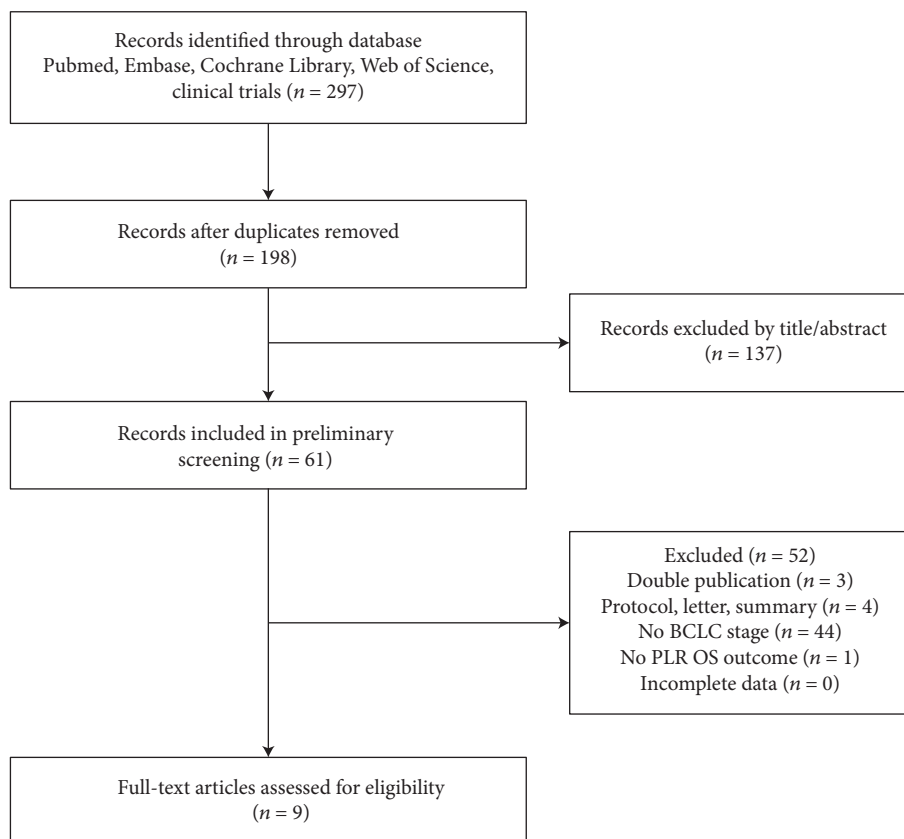 Records identified through database
Pubmed, Embase, Cochrane Library, Web of Science,
clinical trials (n = 297)
Records after duplicates removed
(n = 198)
Records excluded by title/abstract
(n = 137)
Records included in preliminary
screening (n = 61)
Excluded (n = 52)
Double publication (n = 3)
Protocol, letter, summary (n = 4)
No BCLC stage (n = 44)
No PLR OS outcome (n = 1)
Incomplete data (n = 0)
Full-text articles assessed for eligibility
(n = 9)